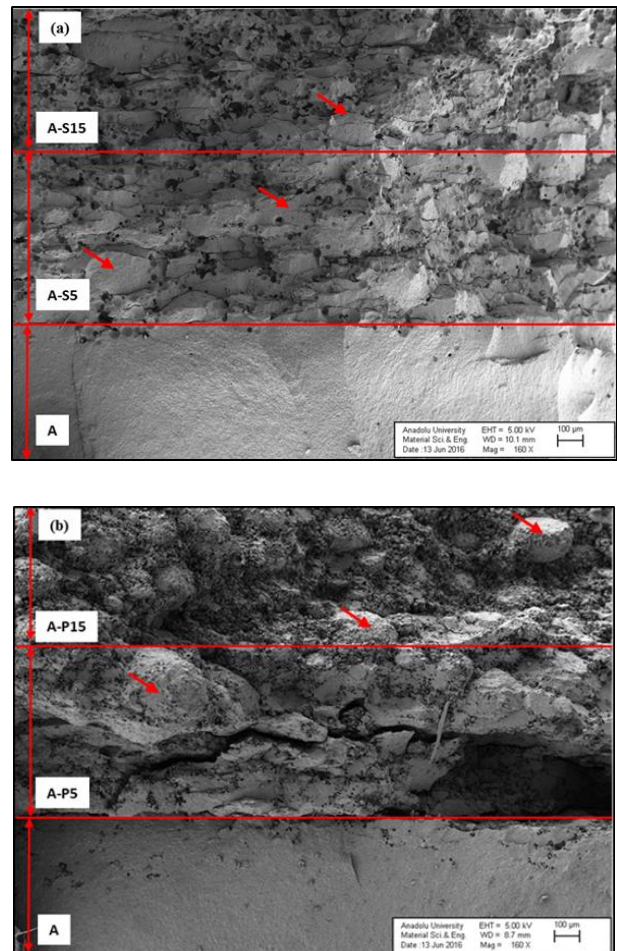 (a)
A-S15
A-S5
A
Anadolu University EHT = 5.00 kV 100 µm
Material Sci.& Eng. WD = 10.1 mm
Date :13 Jun 2016 Mag = 160 X
(b)
A-P15
A-P5
A
Anadolu University EHT = 5.00 kV 100 µm
Material Sci.& Eng. WD = 8.7 mm
Date :13 Jun 2016 Mag = 160 X